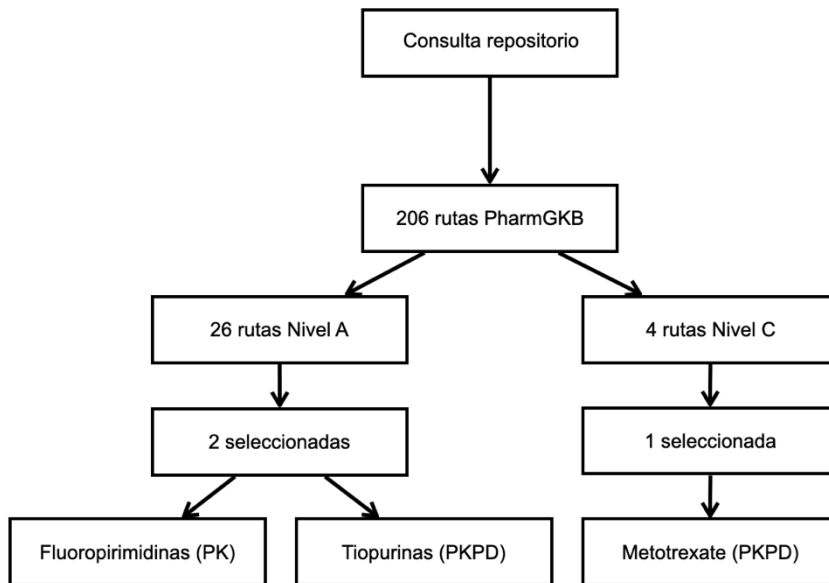 Consulta repositorio
206 rutas PharmGKB
26 rutas Nivel A
4 rutas Nivel C
2 seleccionadas
1 seleccionada
Fluoropirimidinas (PK)
Tiopurinas (PKPD)
Metotrexate (PKPD)